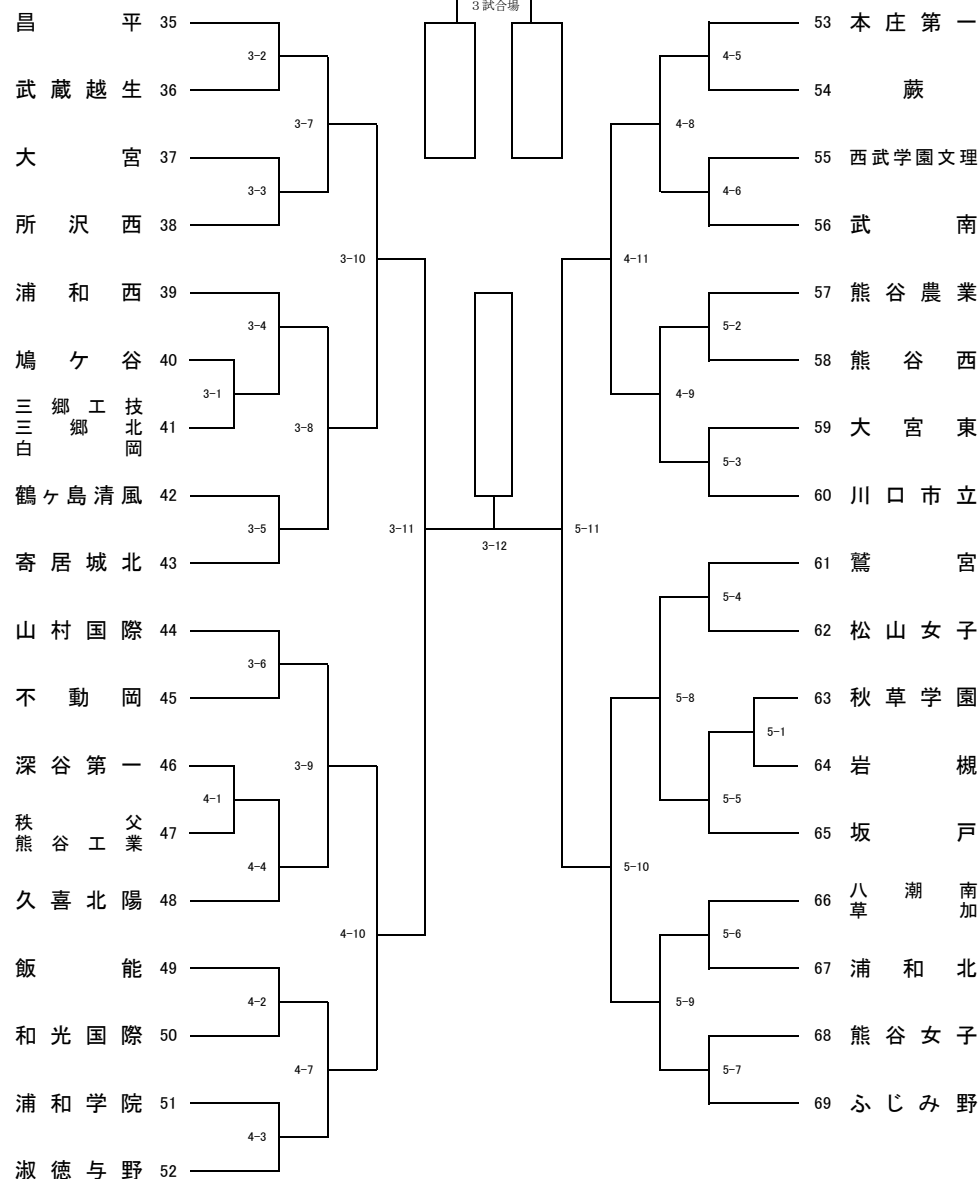 3試合場
昌平 35
3-2
武蔵越生 36
3-7
大宮 37
3-3
所沢西 38
3-10
浦和西 39
3-4
鳩ケ谷 40
3-1
三郷工技
三郷北 41
白岡
3-8
鶴ヶ島清風 42
3-5
寄居城北 43
3-11
山村国際 44
3-6
不動岡 45
深谷第一 46
3-9
4-1
秩父
熊谷工業 47
4-4
久喜北陽 48
4-10
飯能 49
4-2
和光国際 50
4-7
浦和学院 51
4-3
淑徳与野 52
3-12
53 本庄第一
4-5
54 蕨
4-8
55 西武学園文理
4-6
56 武南
4-11
57 熊谷農業
5-2
58 熊谷西
4-9
59 大宮東
5-3
60 川口市立
5-11
61 鷲宮
5-4
62 松山女子
5-8
63 秋草学園
5-1
64 岩槻
5-5
65 坂戸
5-10
66 八潮南
草加
5-6
67 浦和北
5-9
68 熊谷女子
5-7
69 ふじみ野